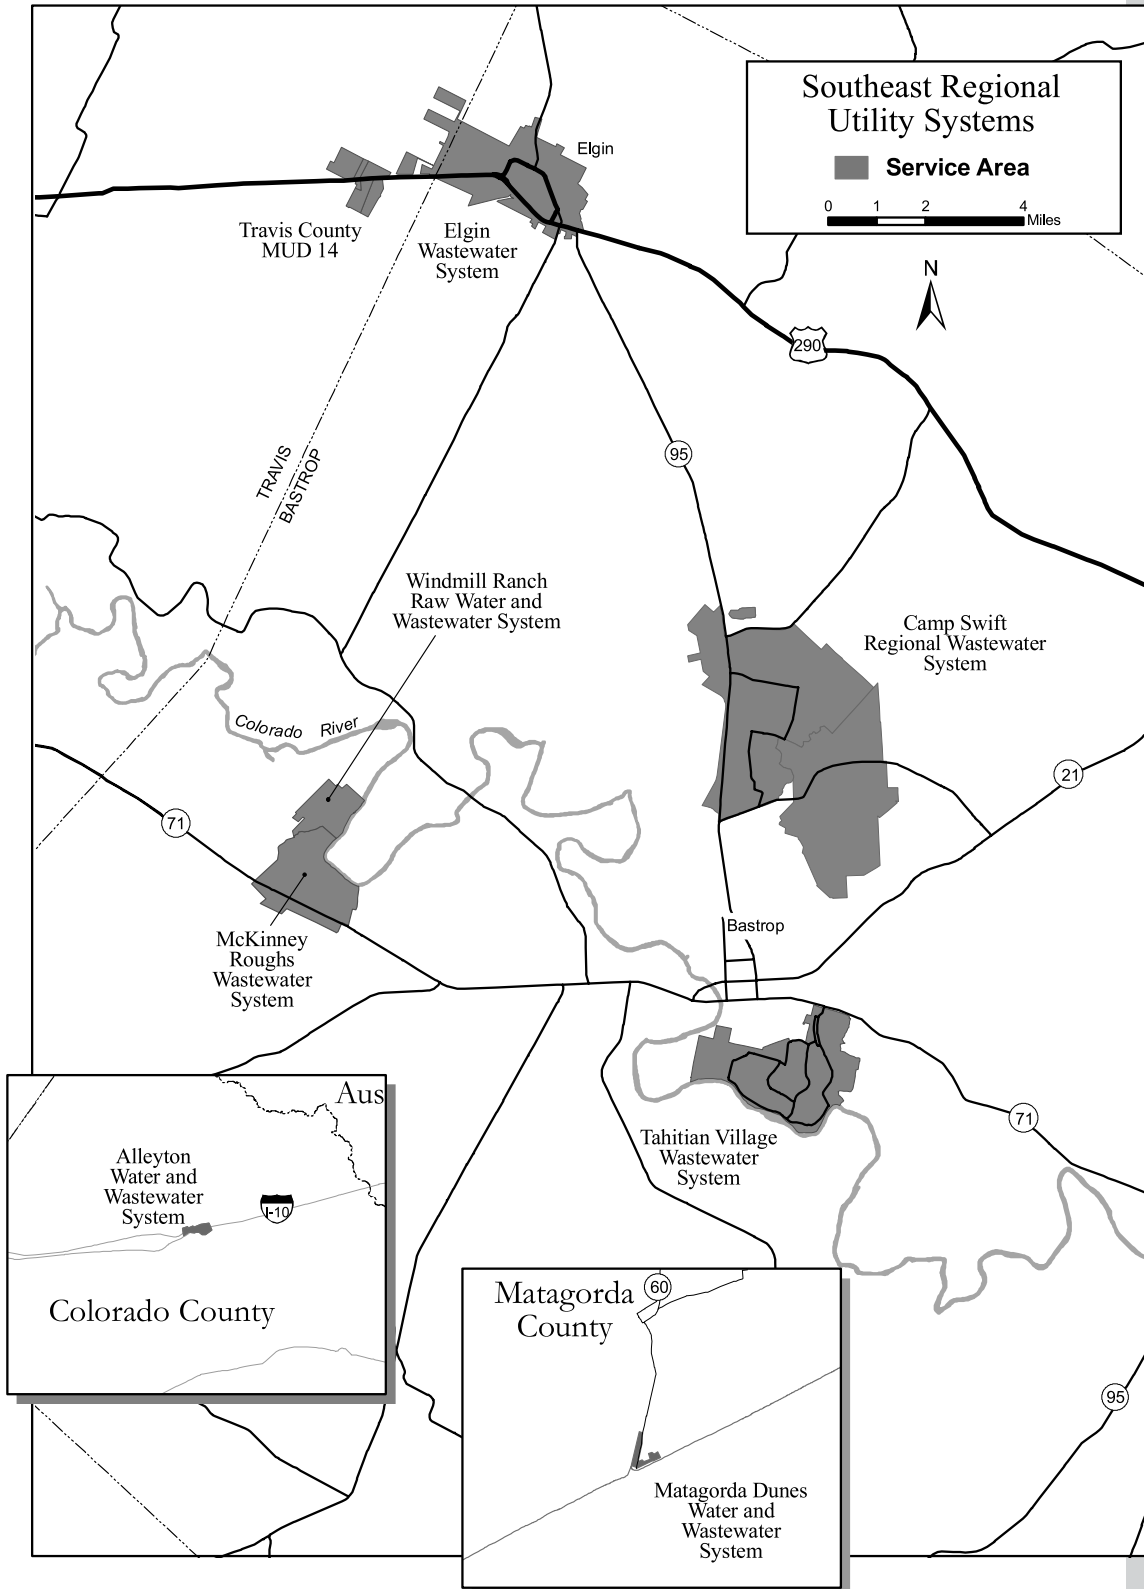 Southeast Regional
Utility Systems
Service Area
0 1 2 4
Miles
N
Elgin
Travis County
MUD 14
Elgin
Wastewater
System
290
95
TRAVIS
BASTROP
Windmill Ranch
Raw Water and
Wastewater System
Camp Swift
Regional Wastewater
System
Colorado River
21
71
Bastrop
McKinney
Roughs
Wastewater
System
Tahitian Village
Wastewater
System
71
Aus
Alleyton
Water and
Wastewater
System
I-10
Colorado County
Matagorda
County
60
Matagorda Dunes
Water and
Wastewater
System
95